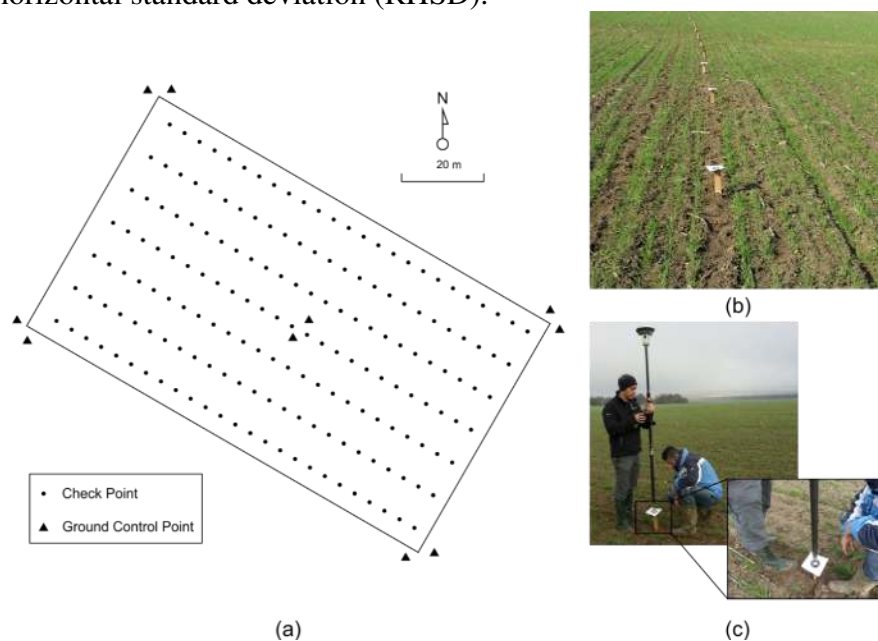 horizontal standard deviation (RHSD).
N
20 m
Check Point
Ground Control Point
(a)
(b)
(c)